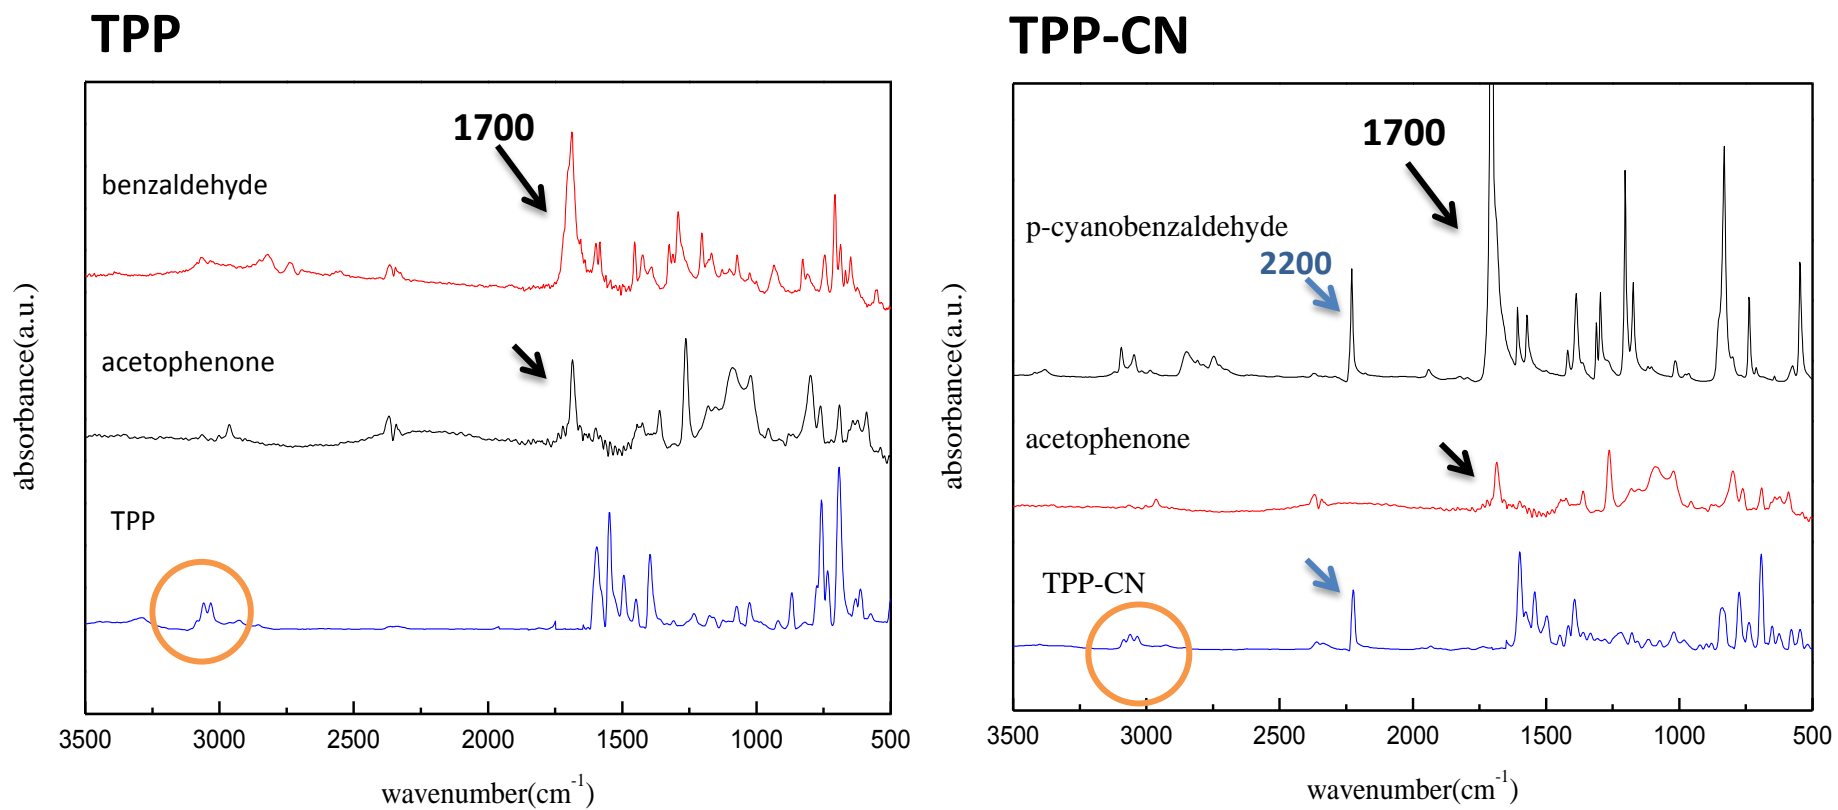 TPP
1700
benzaldehyde
acetophenone
TPP
absorbance(a.u.)
3500 3000 2500 2000 1500 1000 500
wavenumber(cm-1)
TPP-CN
1700
p-cyanobenzaldehyde
2200
acetophenone
TPP-CN
absorbance(a.u.)
3500 3000 2500 2000 1500 1000 500
wavenumber(cm-1)